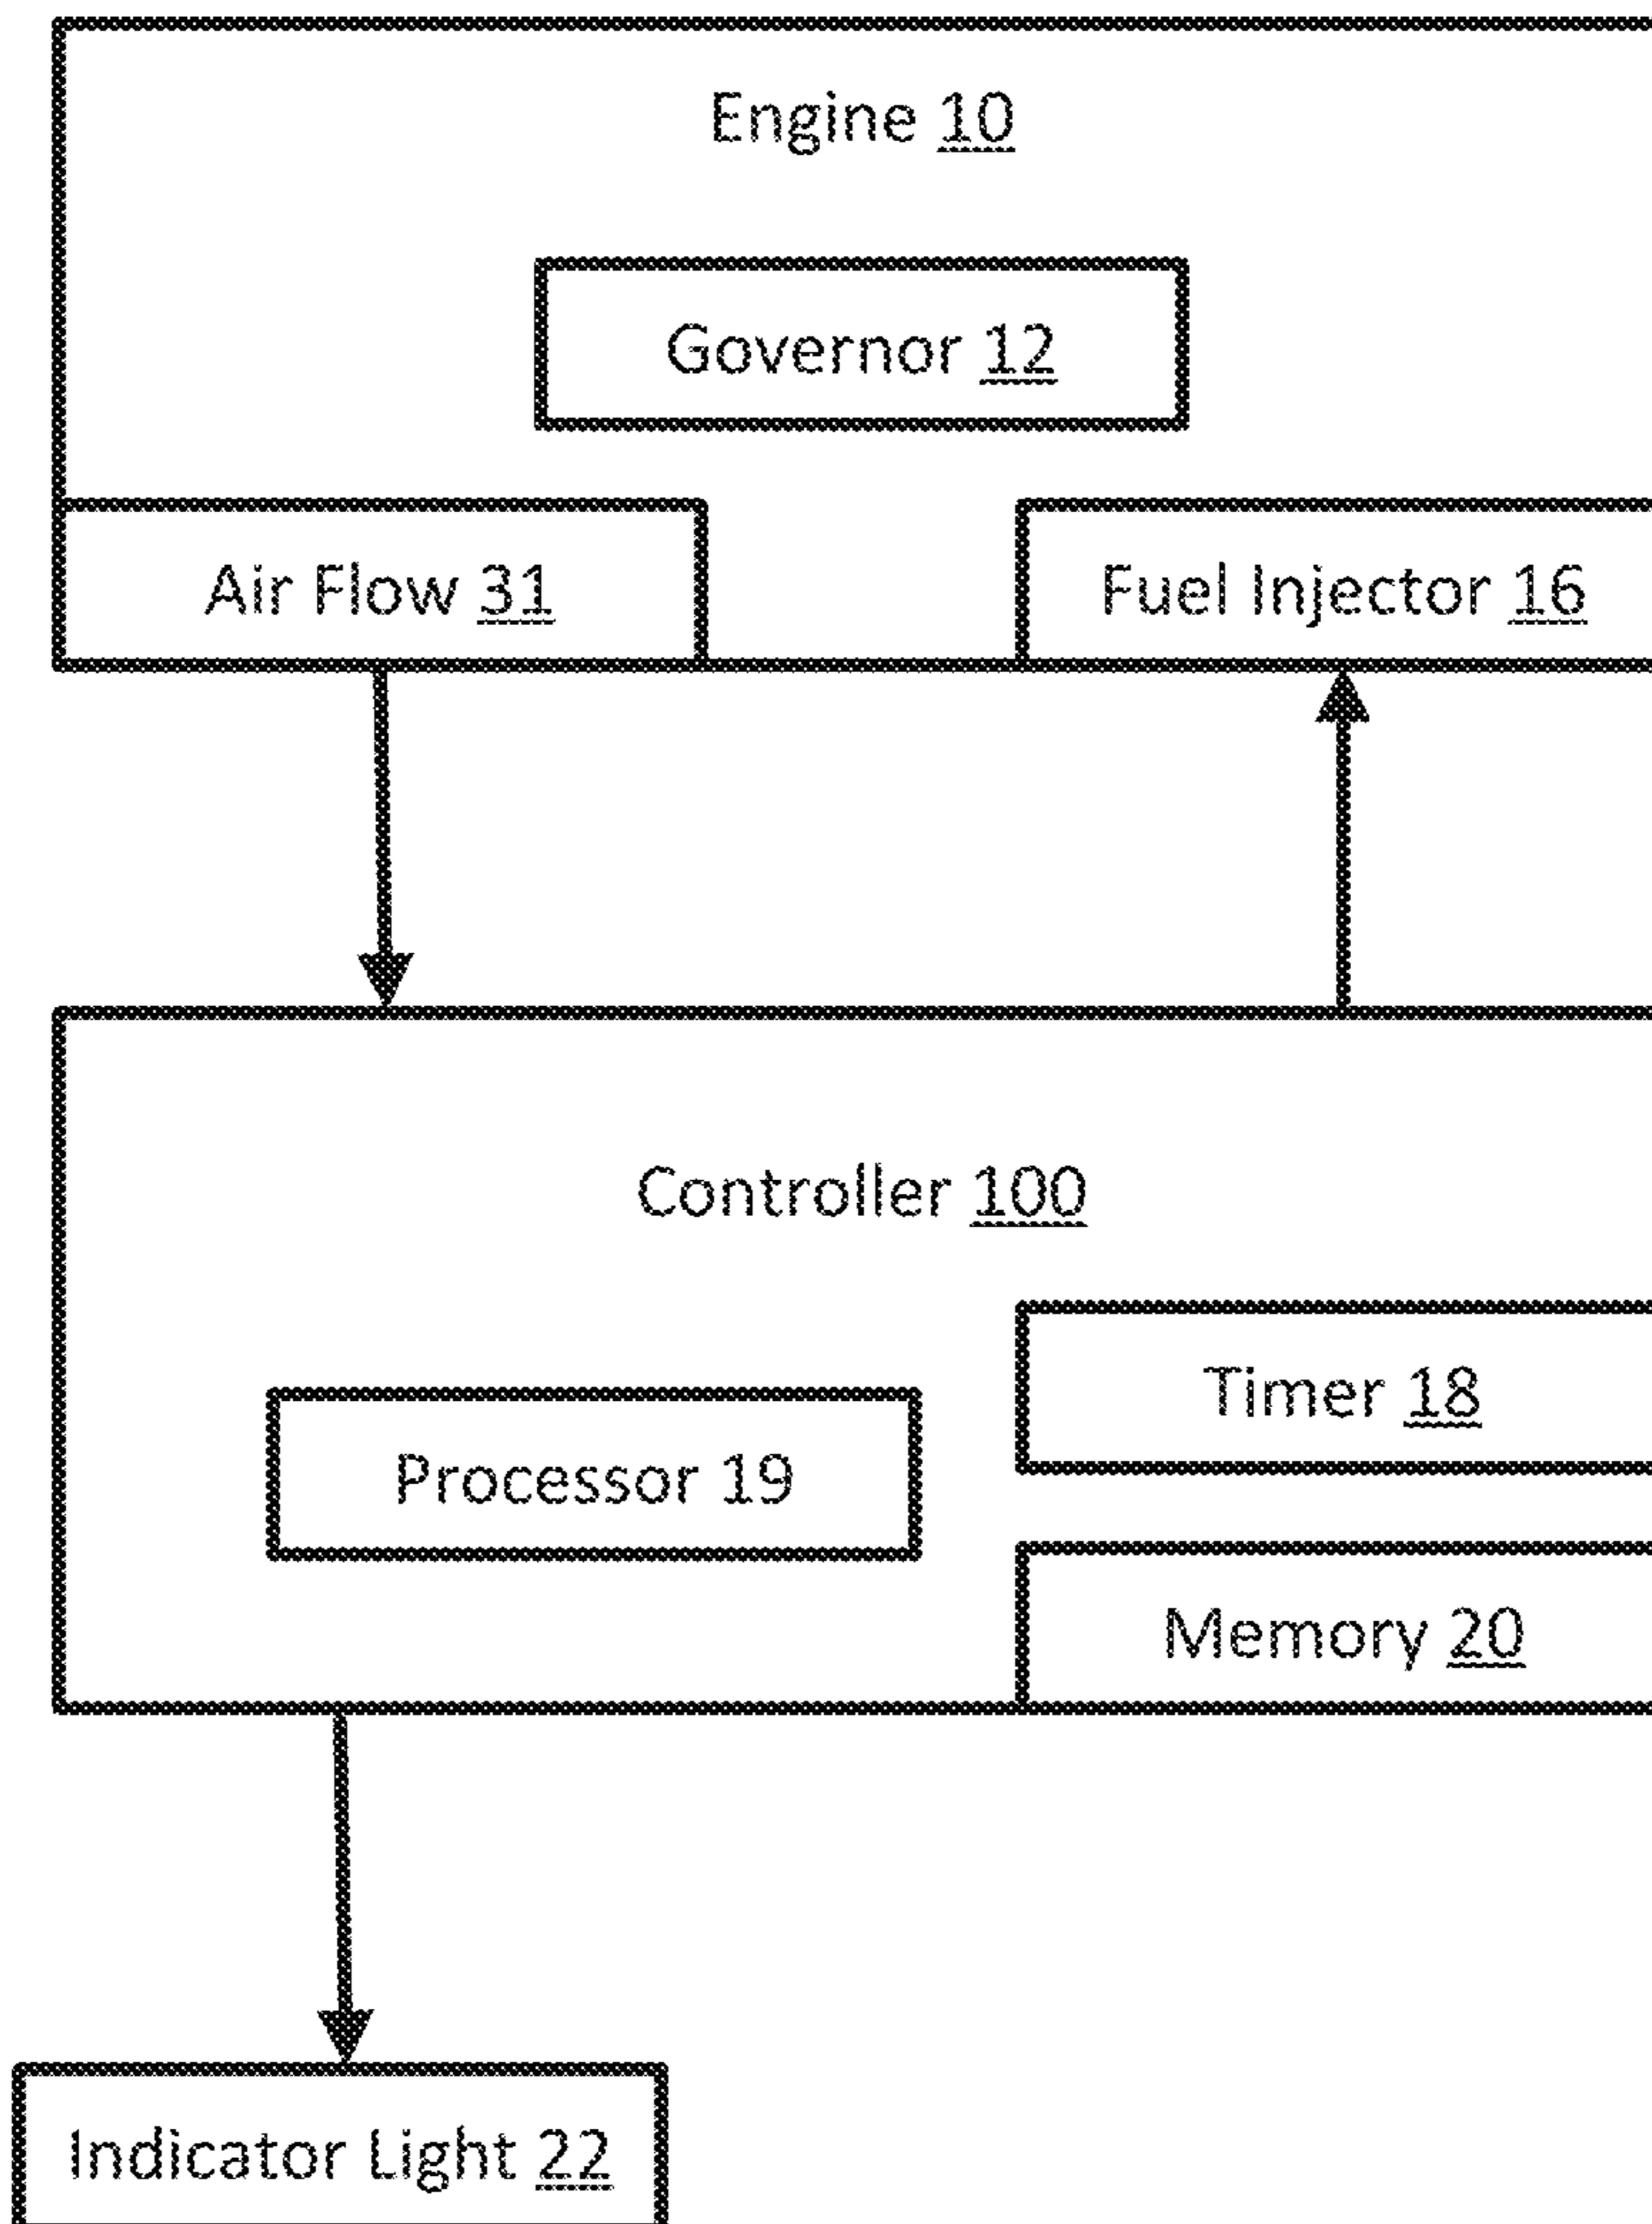 Engine 10
Governor 12
Air Flow 31
Fuel Injector 16
Controller 100
Timer 18
Processor 19
Memory 20
Indicator Light 22